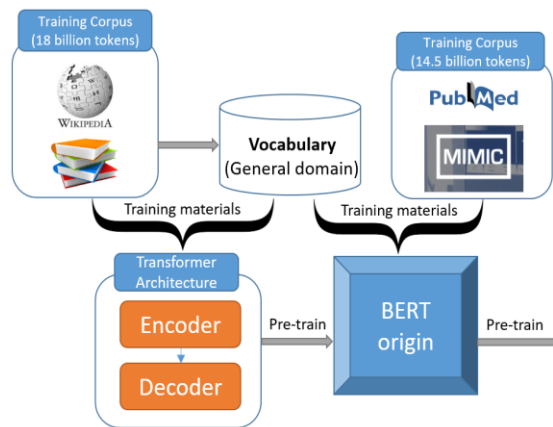 Training Corpus
(18 billion tokens)
WIKIPEDIA
Vocabulary
(General domain)
Training Corpus
(14.5 billion tokens)
PubMed
MIMIC
Training materials
Training materials
Transformer
Architecture
Encoder
Decoder
Pre-train
BERT
origin
Pre-train